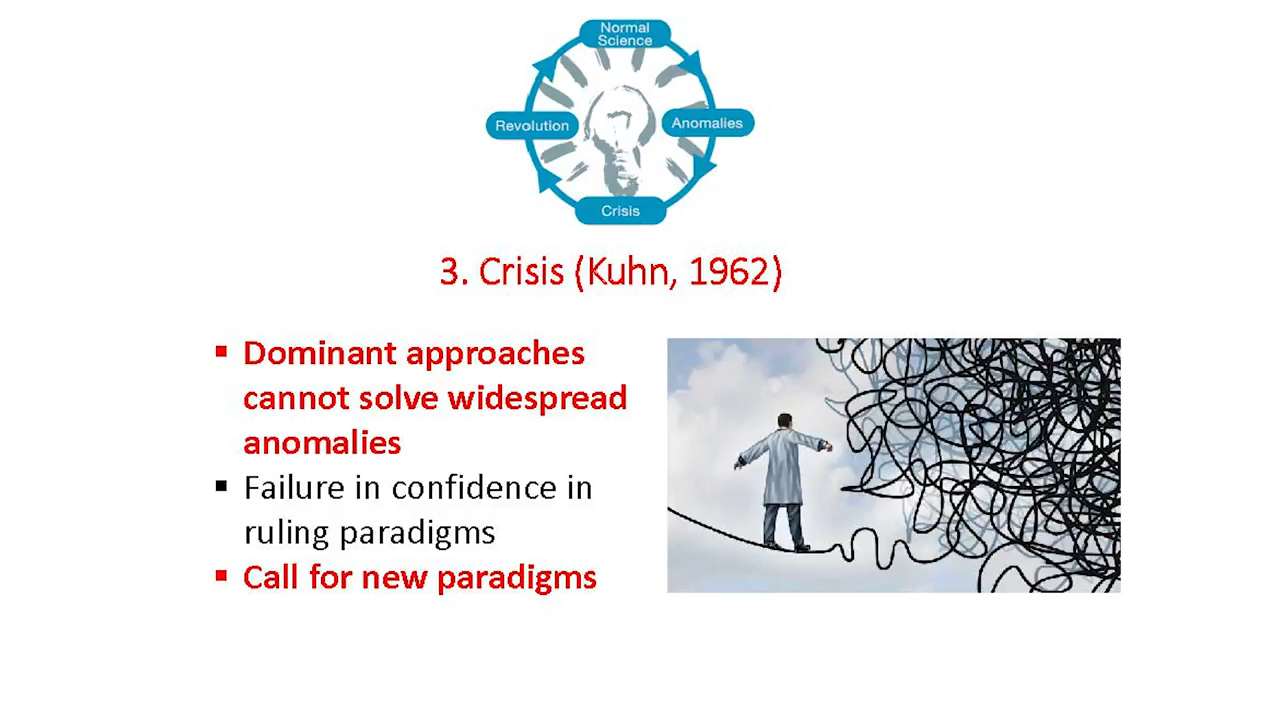 Normal
Science
Revolution
Anomalies
Crisis
3. Crisis (Kuhn, 1962)
▪ Dominant approaches
cannot solve widespread
anomalies
▪ Failure in confidence in
ruling paradigms
▪ Call for new paradigms